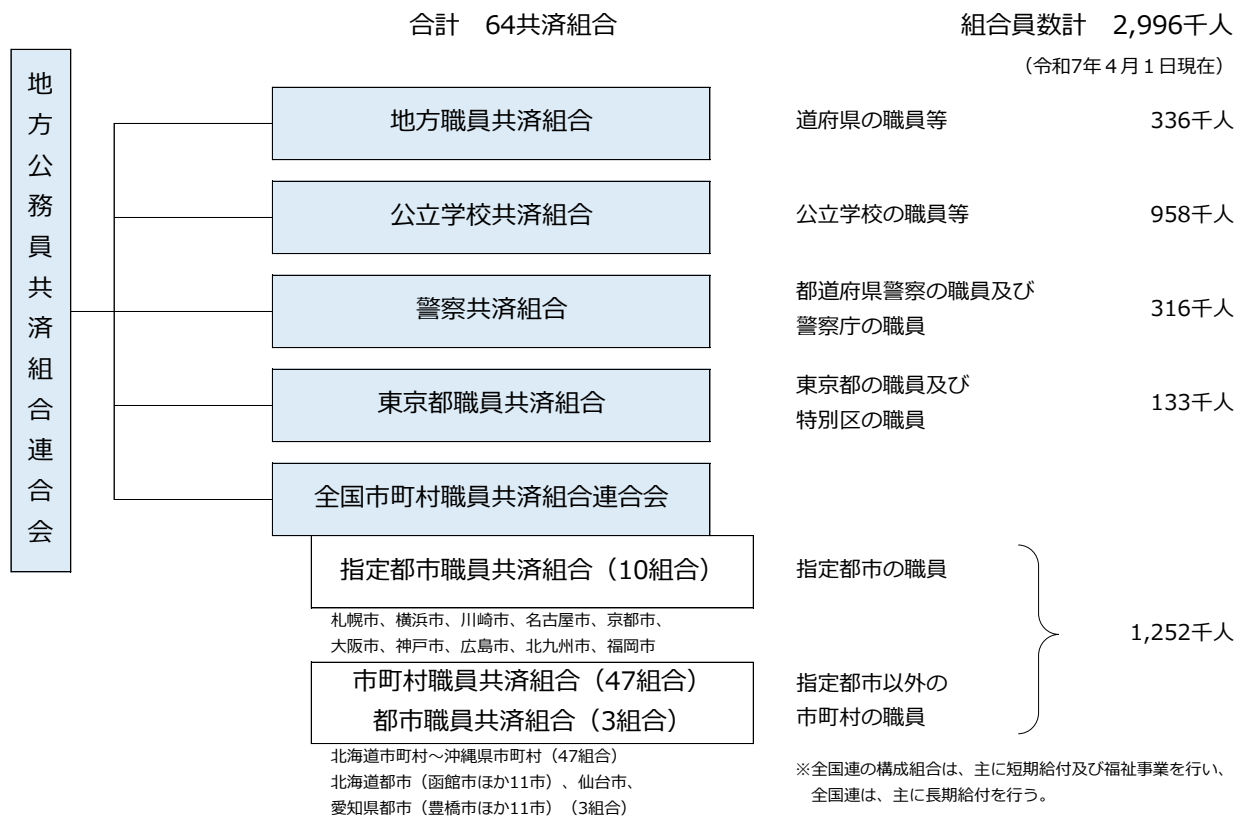 合計　64共済組合
組合員数計　2,996千人
（令和7年４月１日現在）
地方公務員共済組合連合会
地方職員共済組合
道府県の職員等
336千人
公立学校共済組合
公立学校の職員等
958千人
警察共済組合
都道府県警察の職員及び
警察庁の職員
316千人
東京都職員共済組合
東京都の職員及び
特別区の職員
133千人
全国市町村職員共済組合連合会
指定都市職員共済組合（10組合）
指定都市の職員
札幌市、横浜市、川崎市、名古屋市、京都市、
大阪市、神戸市、広島市、北九州市、福岡市
1,252千人
市町村職員共済組合（47組合）
都市職員共済組合（3組合）
指定都市以外の
市町村の職員
北海道市町村～沖縄県市町村（47組合）
北海道都市（函館市ほか11市）、仙台市、
愛知県都市（豊橋市ほか11市）（3組合）
※全国連の構成組合は、主に短期給付及び福祉事業を行い、
全国連は、主に長期給付を行う。